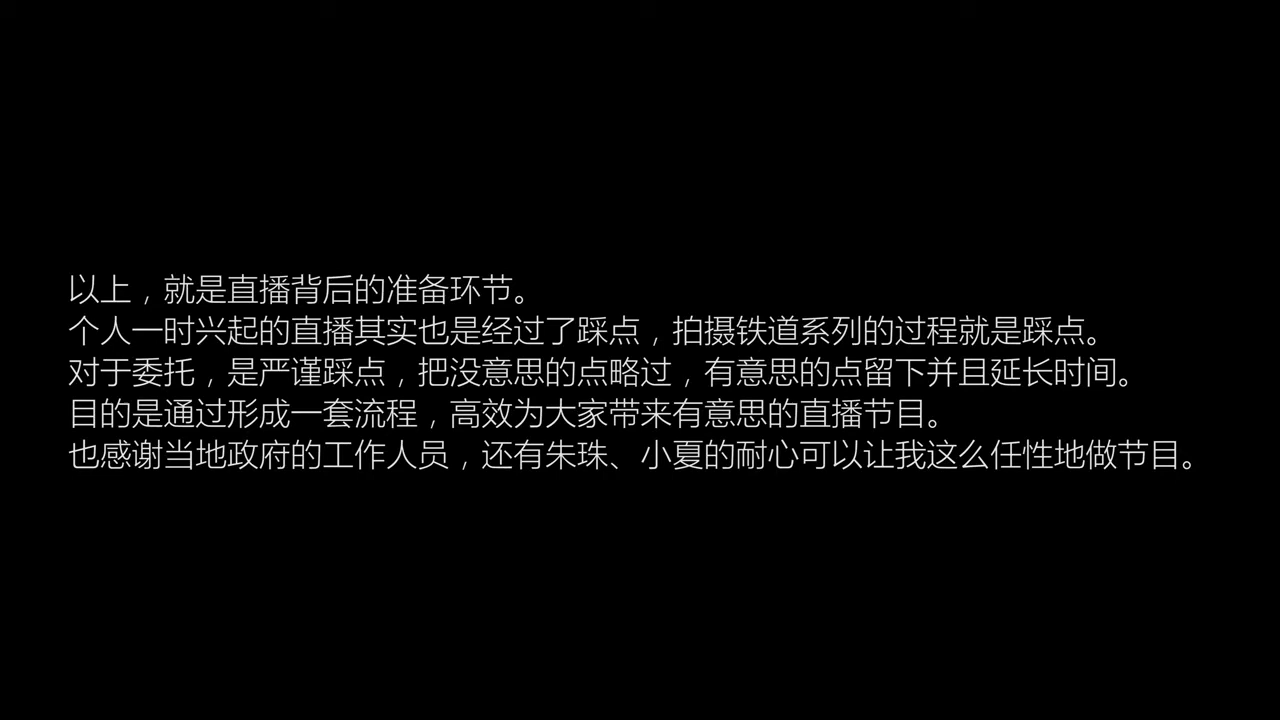 以上，就是直播背后的准备环节。
个人一时兴起的直播其实也是经过了踩点，拍摄铁道系列的过程就是踩点。
对于委托，是严谨踩点，把没意思的点略过，有意思的点留下并且延长时间。
目的是通过形成一套流程，高效为大家带来有意思的直播节目。
也感谢当地政府的工作人员，还有朱珠、小夏的耐心可以让我这么任性地做节目。